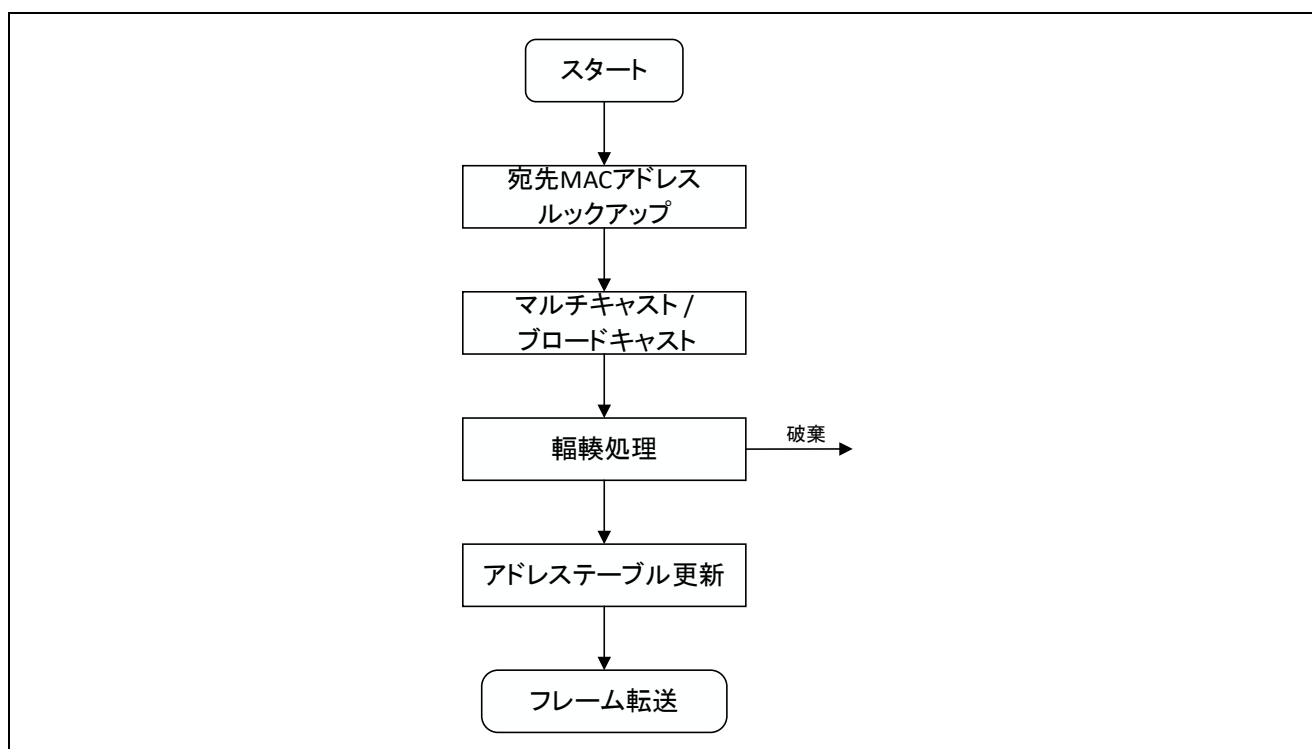 スタート
宛先MACアドレス
ルックアップ
マルチキャスト /
ブロードキャスト
輻輳処理
破棄
アドレステーブル更新
フレーム転送